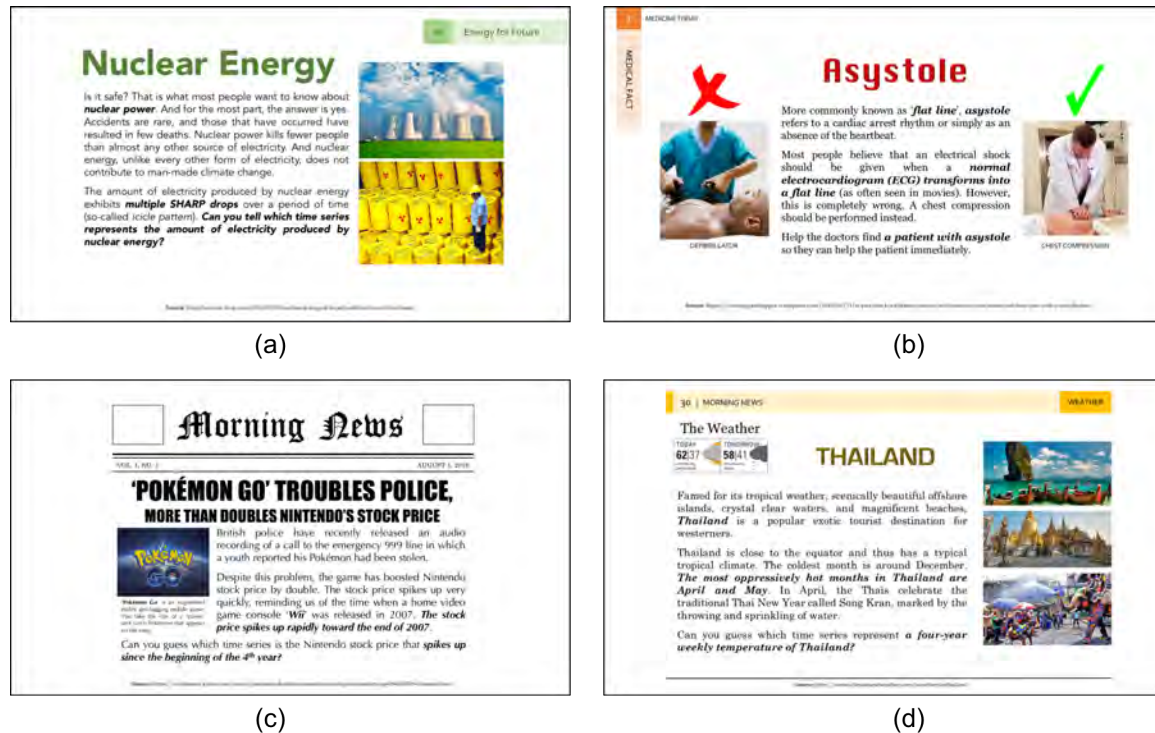 Energy for Future
Nuclear Energy
Is it safe? That is what most people want to know about
nuclear power. And for the most part, the answer is yes.
Accidents are rare, and those that have occurred have
resulted in few deaths. Nuclear power kills fewer people
than almost any other source of electricity. And nuclear
energy, unlike every other form of electricity, does not
contribute to man-made climate change.
The amount of electricity produced by nuclear energy
exhibits multiple SHARP drops over a period of time
(so-called icicle pattern). Can you tell which time series
represents the amount of electricity produced by
nuclear energy?
(a)
MEDICINE TODAY
MEDICAL FACT
Asystole
More commonly known as 'flat line', asystole
refers to a cardiac arrest rhythm or simply as an
absence of the heartbeat.
Most people believe that an electrical shock
should be given when a normal
electrocardiogram (ECG) transforms into
a flat line (as often seen in movies). However,
this is completely wrong. A chest compression
should be performed instead.
Help the doctors find a patient with asystole
so they can help the patient immediately.
DEFIBRILLATOR
CHEST COMPRESSION
(b)
Morning News
VOL. 1, NO. 2
AUGUST 1, 2016
'POKÉMON GO' TROUBLES POLICE,
MORE THAN DOUBLES NINTENDO'S STOCK PRICE
POKÉMON
GO
British police have recently released an audio
recording of a call to the emergency 999 line in which
a youth reported his Pokémon had been stolen.
Despite this problem, the game has boosted Nintendo
stock price by double. The stock price spikes up very
quickly, reminding us of the time when a home video
game console 'Wii' was released in 2007. The stock
price spikes up rapidly toward the end of 2007.
Can you guess which time series is the Nintendo stock price that spikes up
since the beginning of the 4th year?
(c)
30 | MORNING NEWS
WEATHER
The Weather
TODAY
62|37
TOMORROW
58|41
THAILAND
Famed for its tropical weather, scenically beautiful offshore
islands, crystal clear waters, and magnificent beaches,
Thailand is a popular exotic tourist destination for
westerners.
Thailand is close to the equator and thus has a typical
tropical climate. The coldest month is around December.
The most oppressively hot months in Thailand are
April and May. In April, the Thais celebrate the
traditional Thai New Year called Song Kran, marked by the
throwing and sprinkling of water.
Can you guess which time series represent a four-year
weekly temperature of Thailand?
(d)